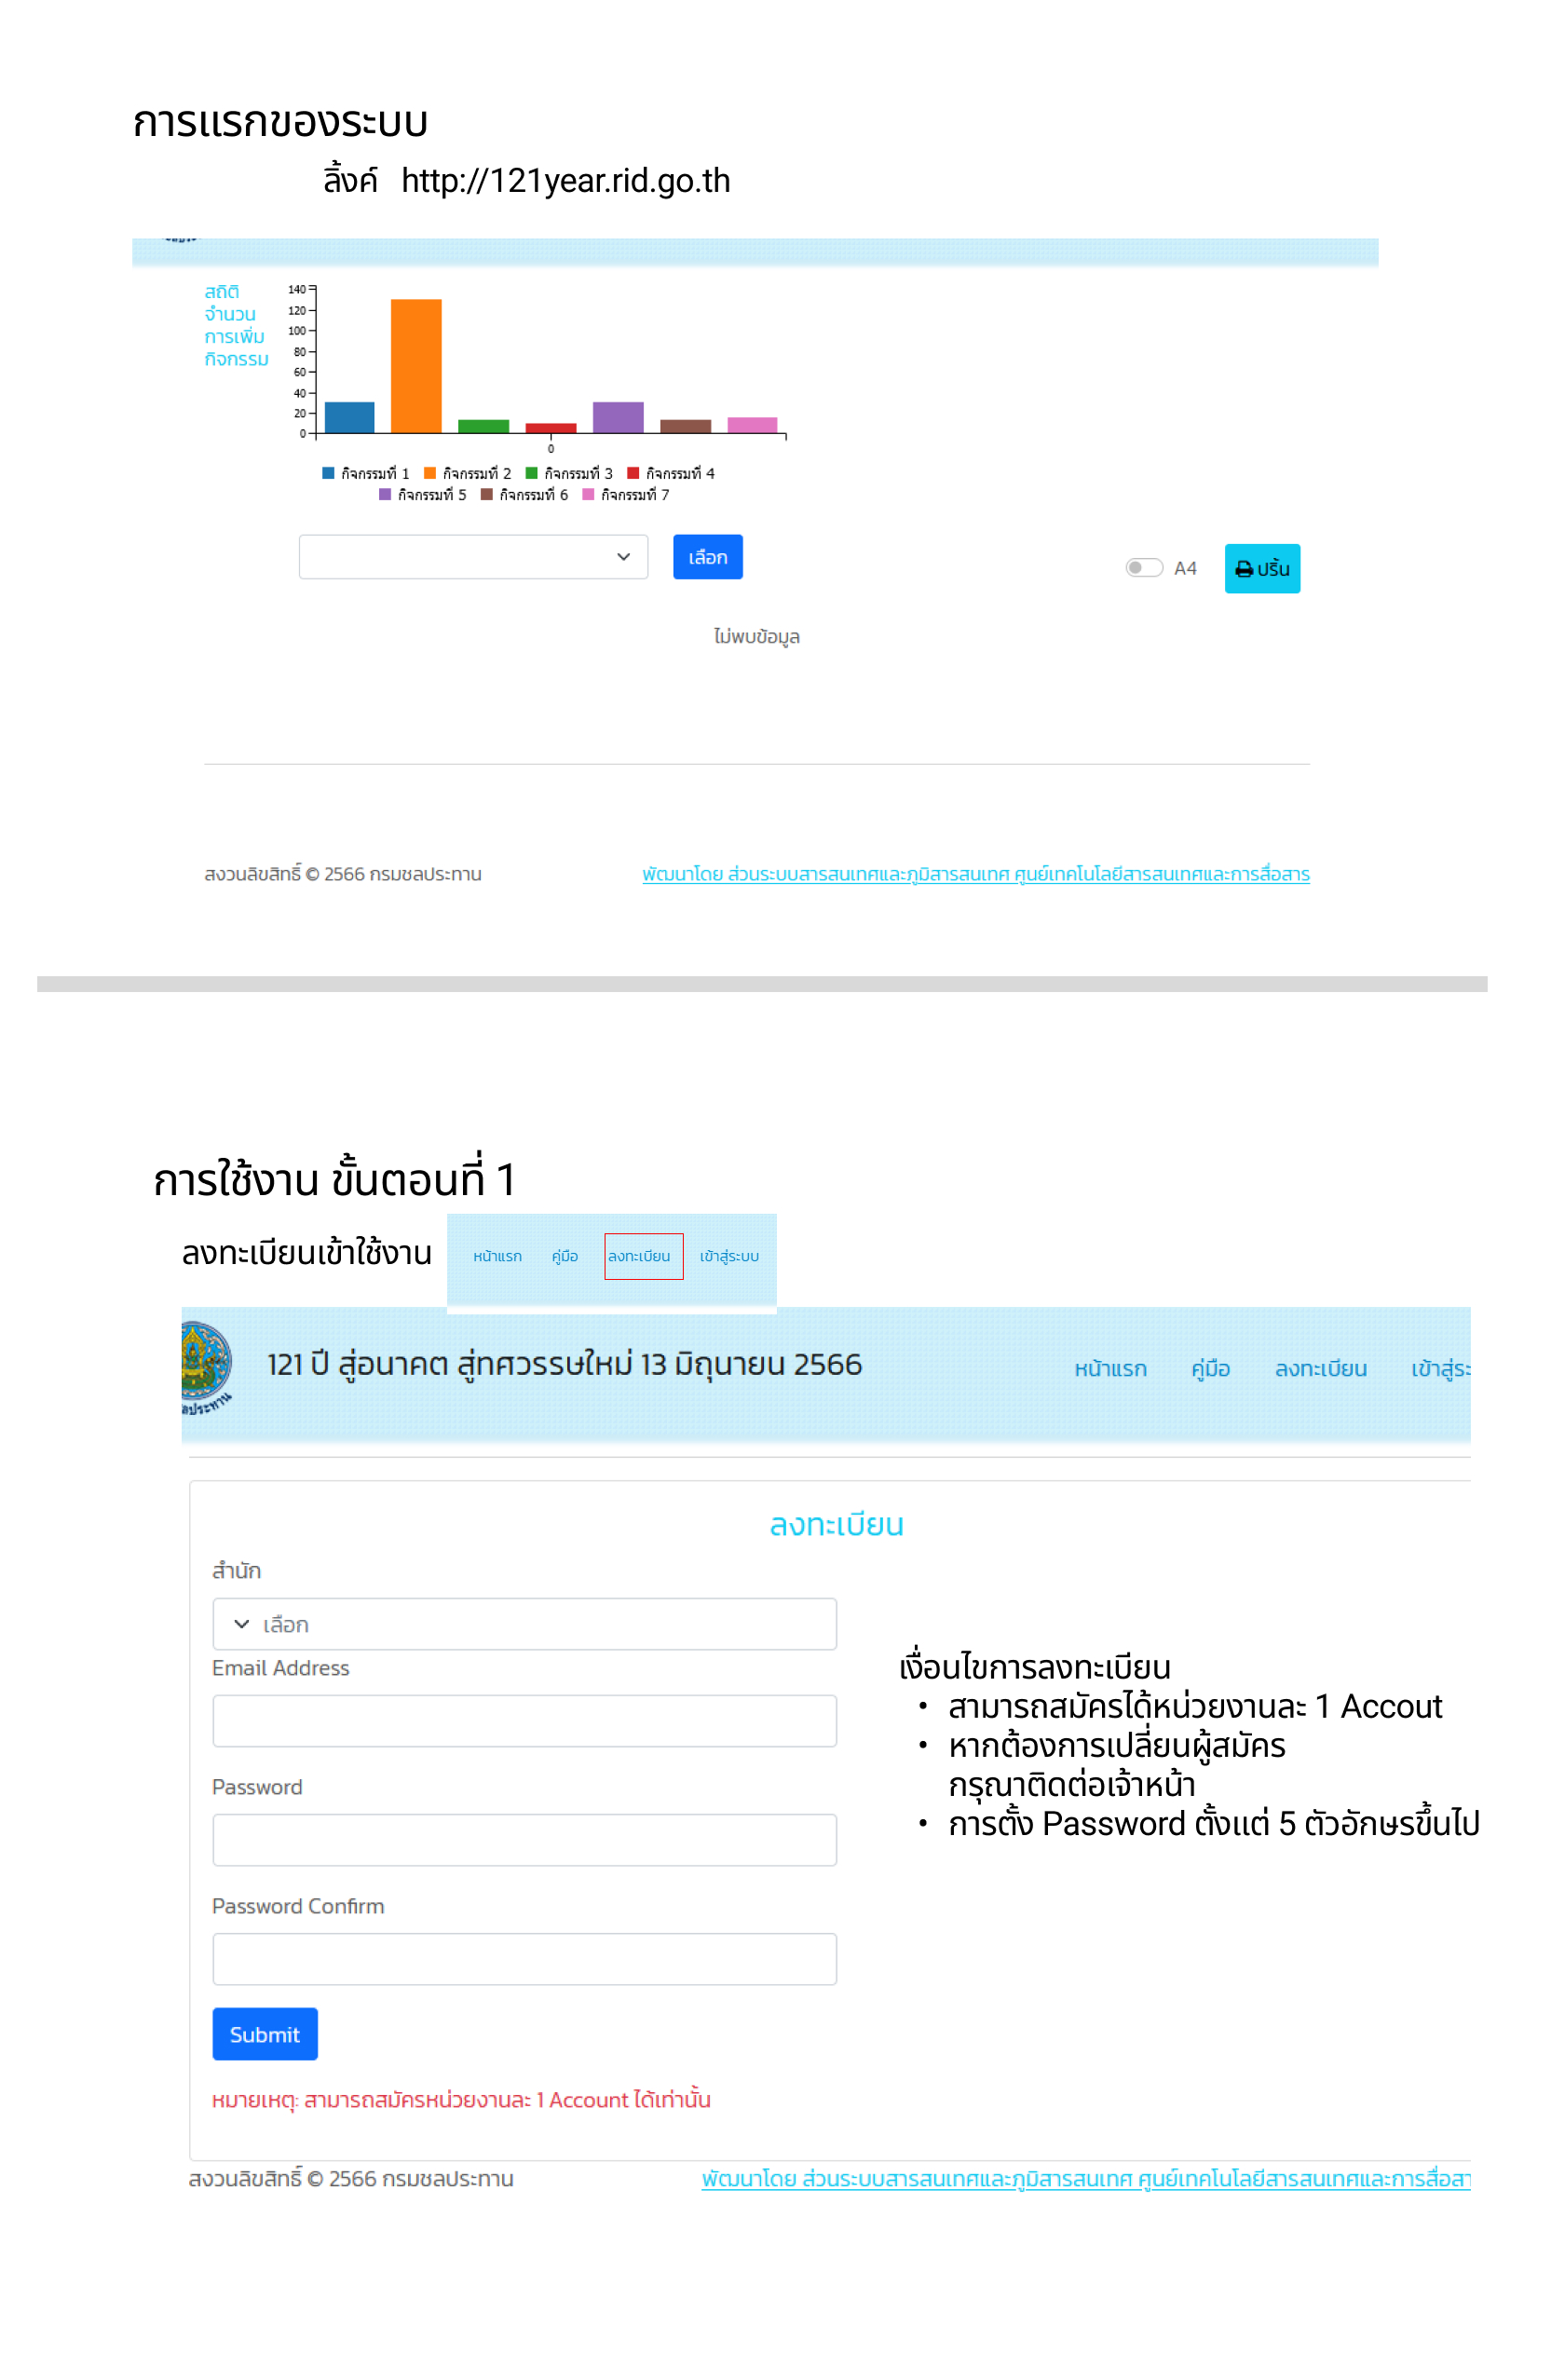 การแรกของระบบ
ลิ้งค์ http://121year.rid.go.th
สถิติ
จำนวน
การเพิ่ม
กิจกรรม
140
120
100
80
60
40
20
0
0
กิจกรรมที่ 1 กิจกรรมที่ 2 กิจกรรมที่ 3 กิจกรรมที่ 4
กิจกรรมที่ 5 กิจกรรมที่ 6 กิจกรรมที่ 7
เลือก A4 ปริ้น
ไม่พบข้อมูล
สงวนลิขสิทธิ์ © 2566 กรมชลประทาน พัฒนาโดย ส่วนระบบสารสนเทศและภูมิสารสนเทศ ศูนย์เทคโนโลยีสารสนเทศและการสื่อสาร
การใช้งาน ขั้นตอนที่ 1
ลงทะเบียนเข้าใช้งาน หน้าแรก คู่มือ ลงทะเบียน เข้าสู่ระบบ
121 ปี สู่อนาคต สู่ทศวรรษใหม่ 13 มิถุนายน 2566 หน้าแรก คู่มือ ลงทะเบียน เข้าสู่ระ
ลงทะเบียน
สำนัก
เลือก
Email Address
Password
Password Confirm
Submit
หมายเหตุ: สามารถสมัครหน่วยงานละ 1 Account ได้เท่านั้น
เงื่อนไขการลงทะเบียน
• สามารถสมัครได้หน่วยงานละ 1 Accout
• หากต้องการเปลี่ยนผู้สมัคร
กรุณาติดต่อเจ้าหน้า
• การตั้ง Password ตั้งแต่ 5 ตัวอักษรขึ้นไป
สงวนลิขสิทธิ์ © 2566 กรมชลประทาน พัฒนาโดย ส่วนระบบสารสนเทศและภูมิสารสนเทศ ศูนย์เทคโนโลยีสารสนเทศและการสื่อสา